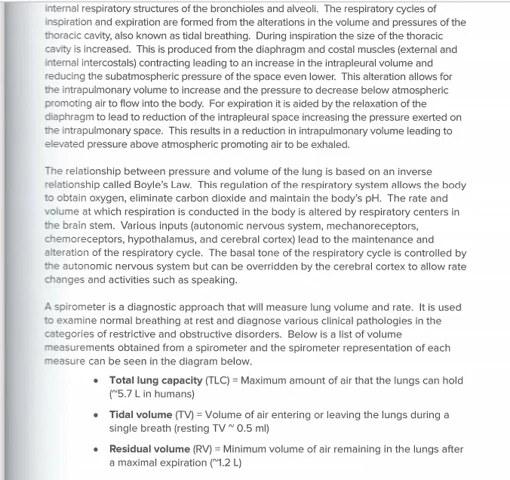 internal respiratory structures of the bronchioles and alveoli. The respiratory cycles of
inspiration and expiration are formed from the alterations in the volume and pressures of the
thoracic cavity, also known as tidal breathing. During inspiration the size of the thoracic
cavity is increased. This is produced from the diaphragm and costal muscles (external and
internal intercostals) contracting leading to an increase in the intrapleural volume and
reducing the subatmospheric pressure of the space even lower. This alteration allows for
the intrapulmonary volume to increase and the pressure to decrease below atmospheric
promoting air to flow into the body. For expiration it is aided by the relaxation of the
diaphragm to lead to reduction of the intrapleural space increasing the pressure exerted on
the intrapulmonary space. This results in a reduction in intrapulmonary volume leading to
elevated pressure above atmospheric promoting air to be exhaled.
The relationship between pressure and volume of the lung is based on an inverse
relationship called Boyle's Law. This regulation of the respiratory system allows the body
to obtain oxygen, eliminate carbon dioxide and maintain the body's pH. The rate and
volume at which respiration is conducted in the body is altered by respiratory centers in
the brain stem. Various inputs (autonomic nervous system, mechanoreceptors,
chemoreceptors, hypothalamus, and cerebral cortex) lead to the maintenance and
alteration of the respiratory cycle. The basal tone of the respiratory cycle is controlled by
the autonomic nervous system but can be overridden by the cerebral cortex to allow rate
changes and activities such as speaking.
A spirometer is a diagnostic approach that will measure lung volume and rate. It is used
to examine normal breathing at rest and diagnose various clinical pathologies in the
categories of restrictive and obstructive disorders. Below is a list of volume
measurements obtained from a spirometer and the spirometer representation of each
measure can be seen in the diagram below.
• Total lung capacity (TLC) = Maximum amount of air that the lungs can hold
(~5.7 L in humans)
• Tidal volume (TV) = Volume of air entering or leaving the lungs during a
single breath (resting TV ~ 0.5 ml)
• Residual volume (RV) = Minimum volume of air remaining in the lungs after
a maximal expiration (~1.2 L)